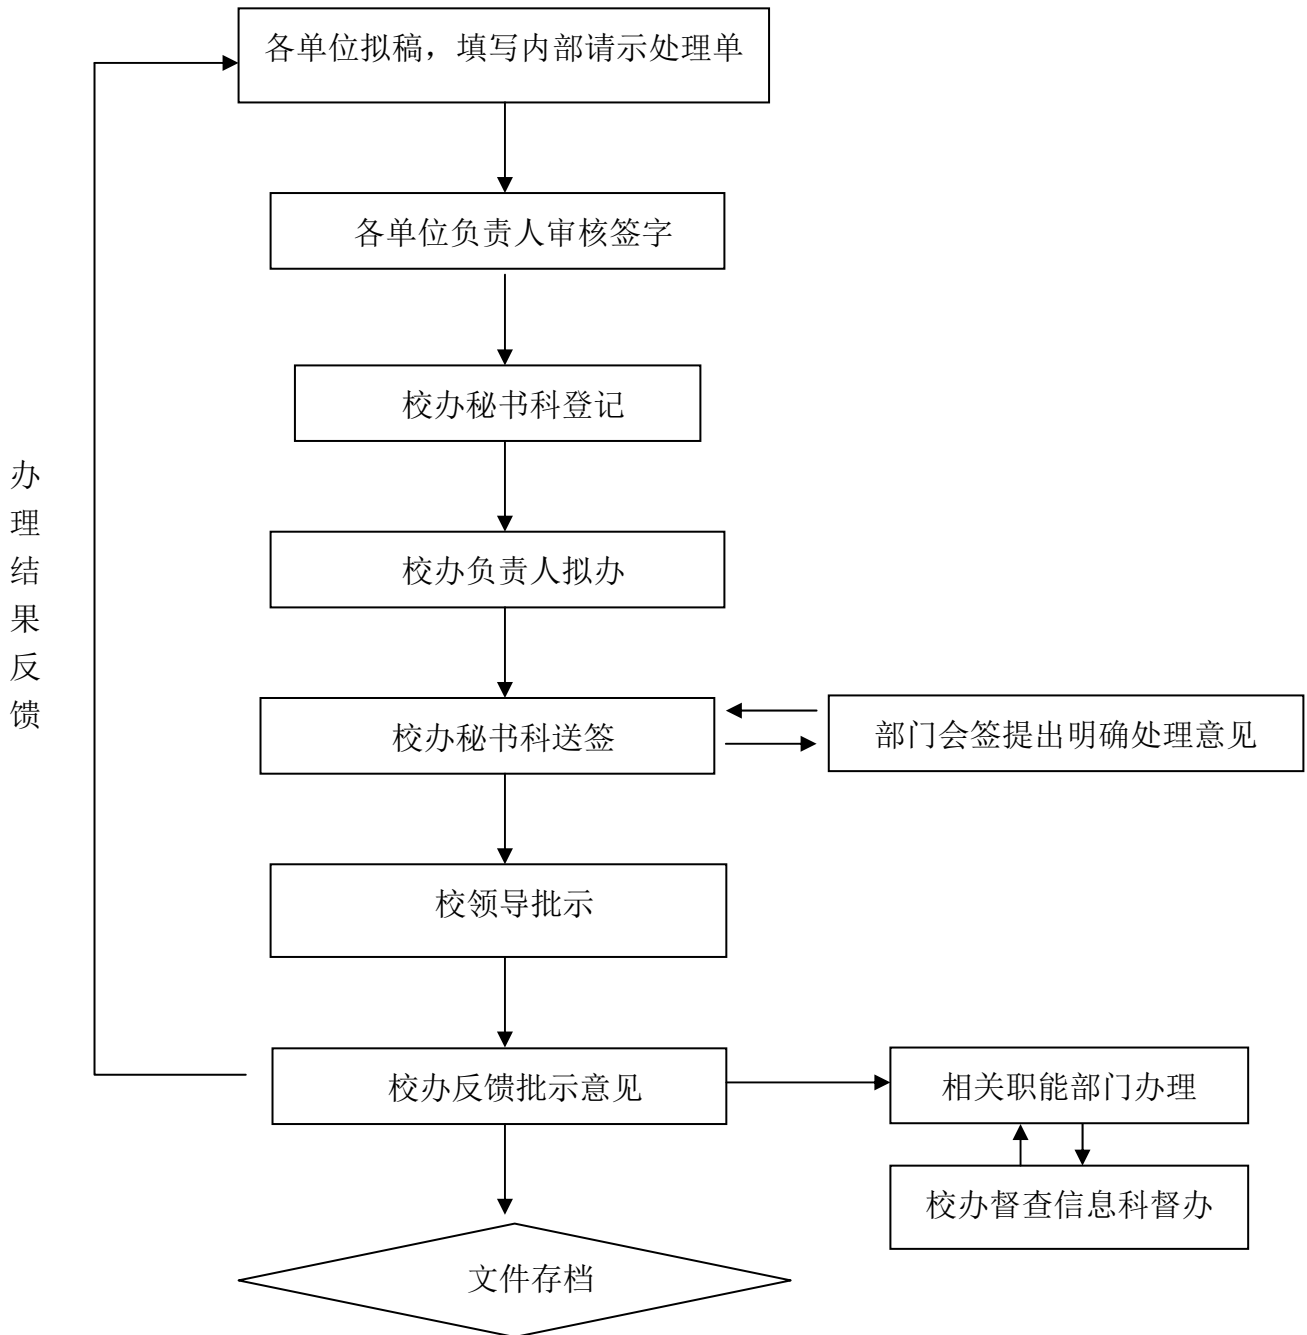 各单位拟稿，填写内部请示处理单
各单位负责人审核签字
校办秘书科登记
校办负责人拟办
办理结果反馈
校办秘书科送签
部门会签提出明确处理意见
校领导批示
校办反馈批示意见
相关职能部门办理
校办督查信息科督办
文件存档